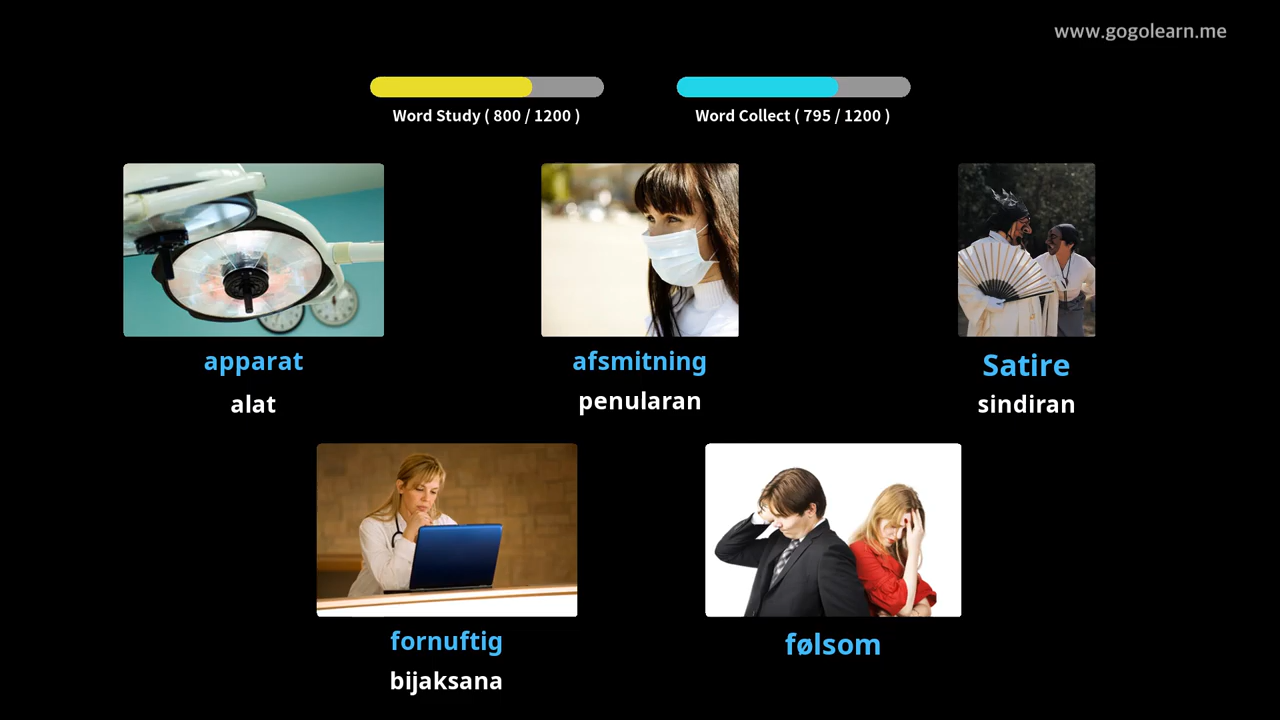 www.gogolearn.me
Word Study ( 800 / 1200 )
Word Collect ( 795 / 1200 )
apparat
alat
afsmitning
penularan
Satire
sindiran
fornuftig
bijaksana
følsom